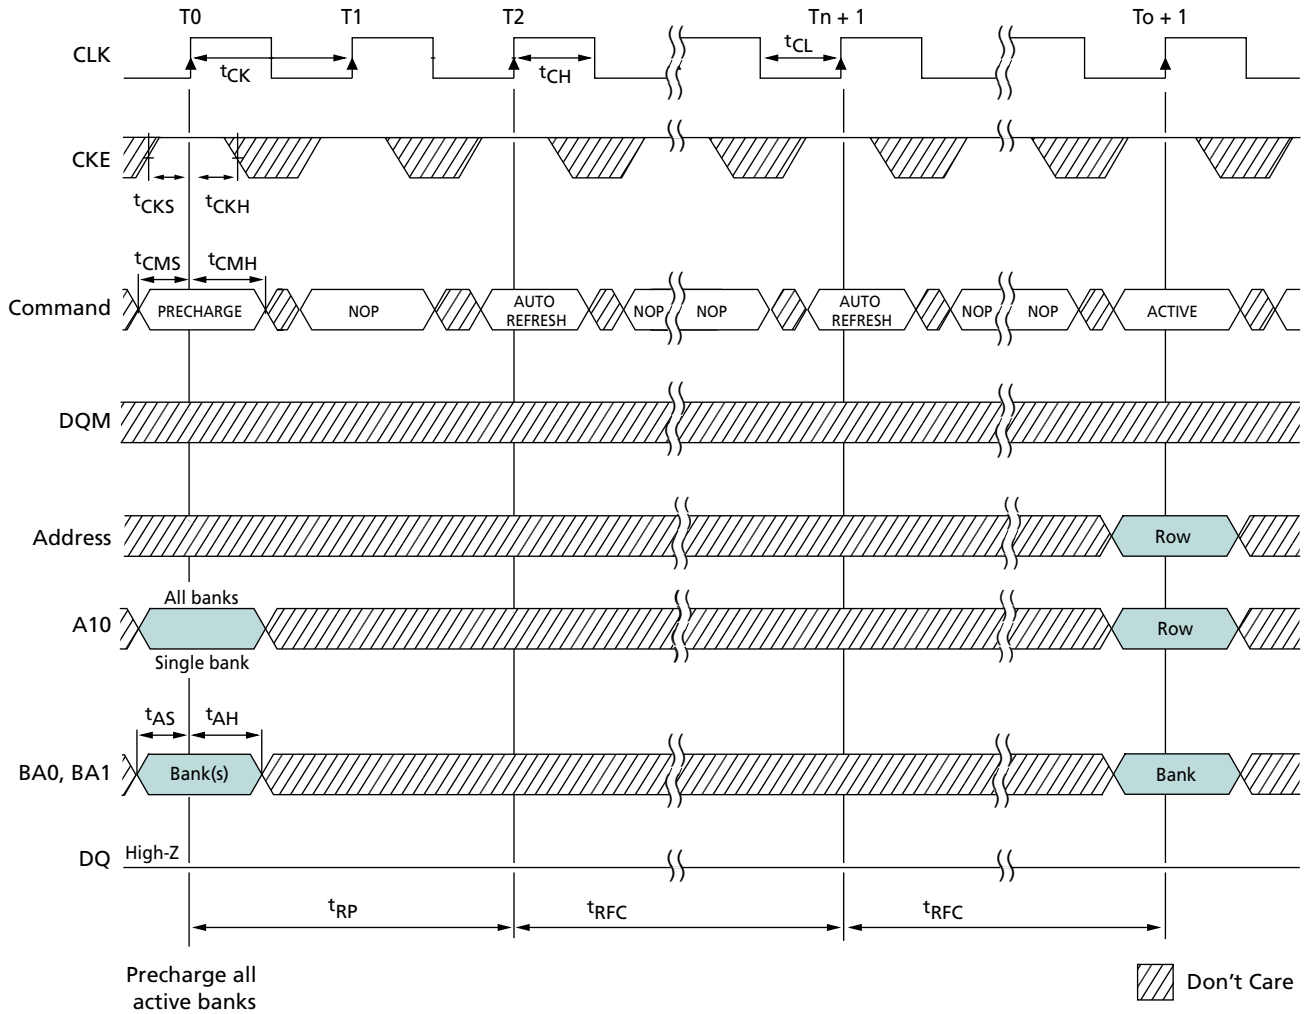 T0 T1 T2 Tn + 1 To + 1
CLK
tCK tCH tCL
CKE
tCKS tCKH
tCMS tCMH
Command PRECHARGE NOP AUTO REFRESH NOP NOP AUTO REFRESH NOP NOP ACTIVE
DQM
Address Row
All banks
A10 Row
Single bank
tAS tAH
BA0, BA1 Bank(s) Bank
DQ High-Z
tRP tRFC tRFC
Precharge all
active banks
Don't Care